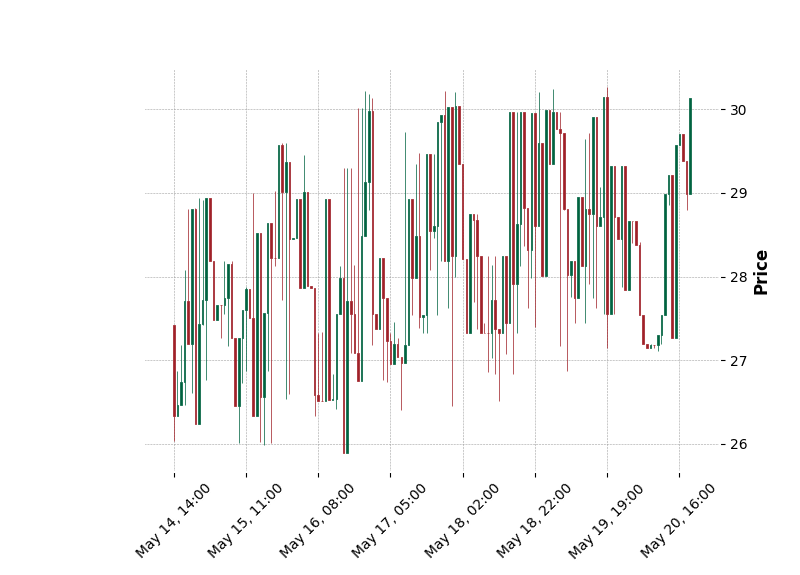 30
29
28
27
26
Price
May 14, 14:00
May 15, 11:00
May 16, 08:00
May 17, 05:00
May 18, 02:00
May 18, 22:00
May 19, 19:00
May 20, 16:00